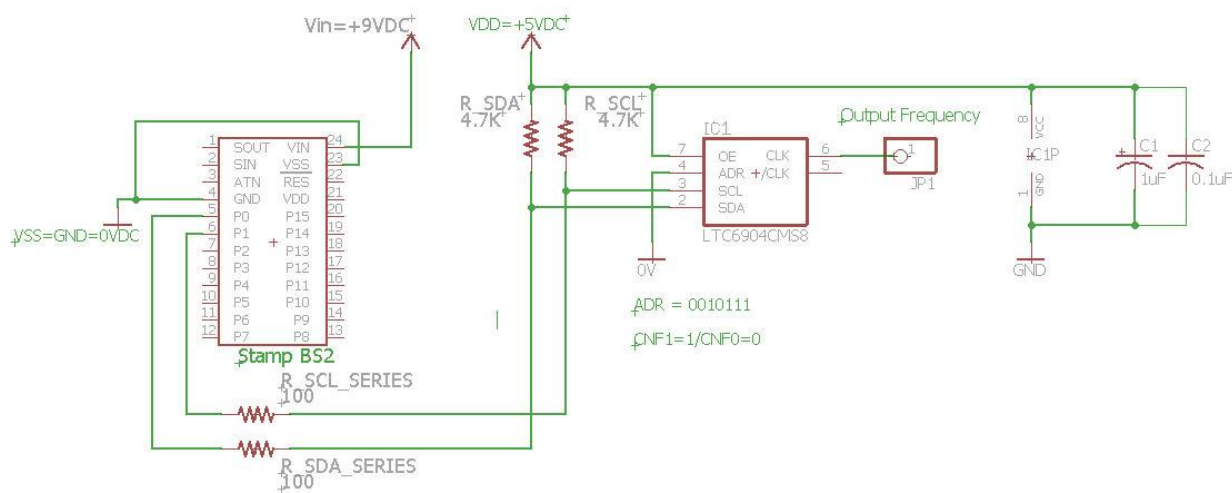 Vin=+9VDC
VDD=+5VDC
R_SDA
4.7K
R_SCL
4.7K
Output Frequency
1 SOUT VIN 24
2 SIN VSS 23
3 ATN RES 22
4 GND VDD 21
5 P0 P15 20
6 P1 P14 19
7 P2 P13 18
8 P3 P12 17
9 P4 P11 16
10 P5 P10 15
11 P6 P9 14
12 P7 P8 13
Stamp BS2
VSS=GND=0VDC
IC1
7 OE CLK 6
4 ADR +/CLK 5
3 SCL
2 SDA
LTC6904CMS8
1
JP1
8
VCC
IC1P
GND
1
C1
1uF
C2
0.1uF
0V
GND
ADR = 0010111
CNF1=1/CNF0=0
R_SCL_SERIES
100
R_SDA_SERIES
100